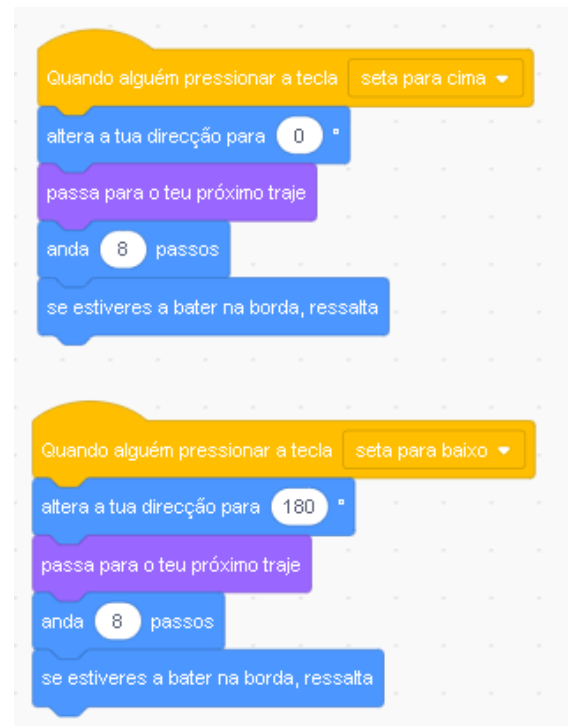 Quando alguém pressionar a tecla seta para cima
altera a tua direcção para 0 °
passa para o teu próximo traje
anda 8 passos
se estiveres a bater na borda, ressalta
Quando alguém pressionar a tecla seta para baixo
altera a tua direcção para 180 °
passa para o teu próximo traje
anda 8 passos
se estiveres a bater na borda, ressalta